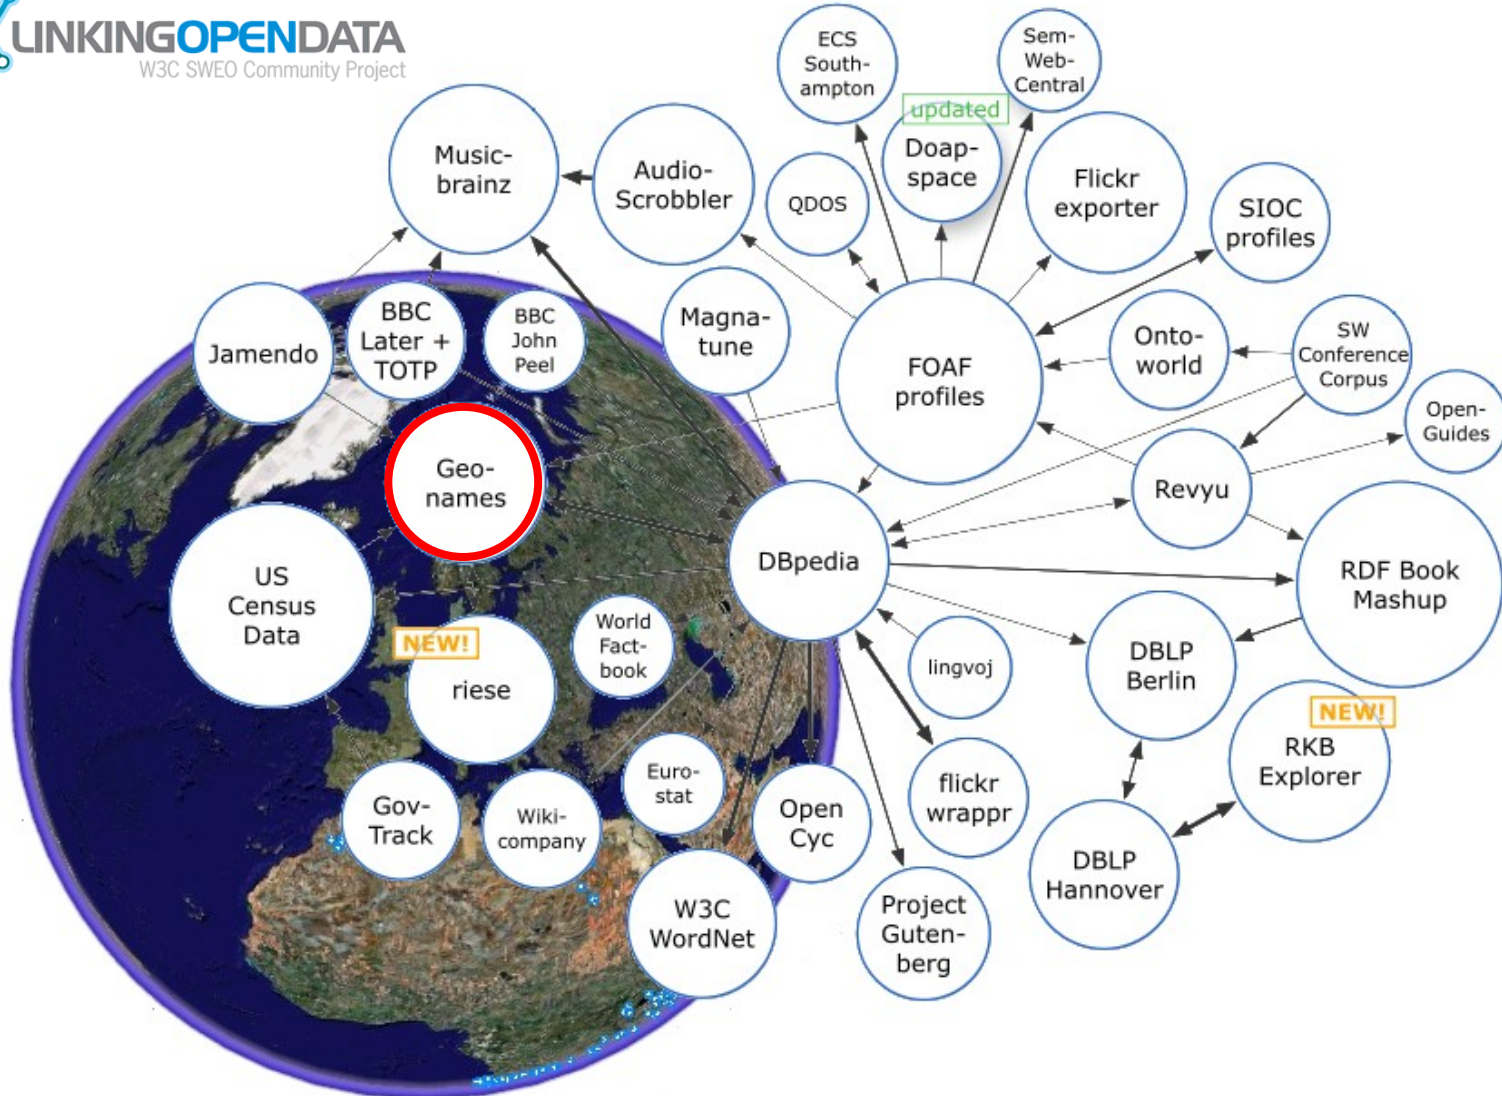 LINKINGOPENDATA
W3C SWEO Community Project
ECS
South-
ampton
Sem-
Web-
Central
updated
Doap-
space
Music-
brainz
Audio-
Scrobbler
QDOS
Flickr
exporter
SIOC
profiles
Jamendo
BBC
Later +
TOTP
BBC
John
Peel
Magna-
tune
FOAF
profiles
Onto-
world
SW
Conference
Corpus
Open-
Guides
Geo-
names
Revyu
US
Census
Data
DBpedia
RDF Book
Mashup
NEW!
riese
World
Fact-
book
lingvoj
DBLP
Berlin
NEW!
RKB
Explorer
Gov-
Track
Wiki-
company
Euro-
stat
Open
Cyc
flickr
wrappr
DBLP
Hannover
W3C
WordNet
Project
Guten-
berg